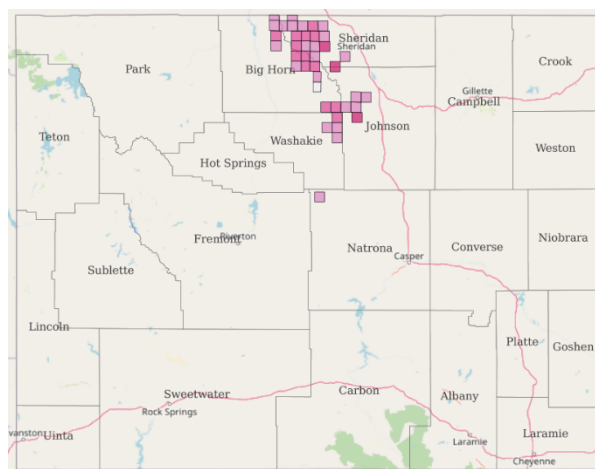 Sheridan
Sheridan
Park
Big Horn
Crook
Gillette
Campbell
Teton
Johnson
Washakie
Weston
Hot Springs
Riverton
Fremont
Natrona
Converse
Niobrara
Casper
Sublette
Lincoln
Platte
Goshen
Sweetwater
Carbon
Albany
Rock Springs
vanston
Uinta
Laramie
Laramie
Cheyenne